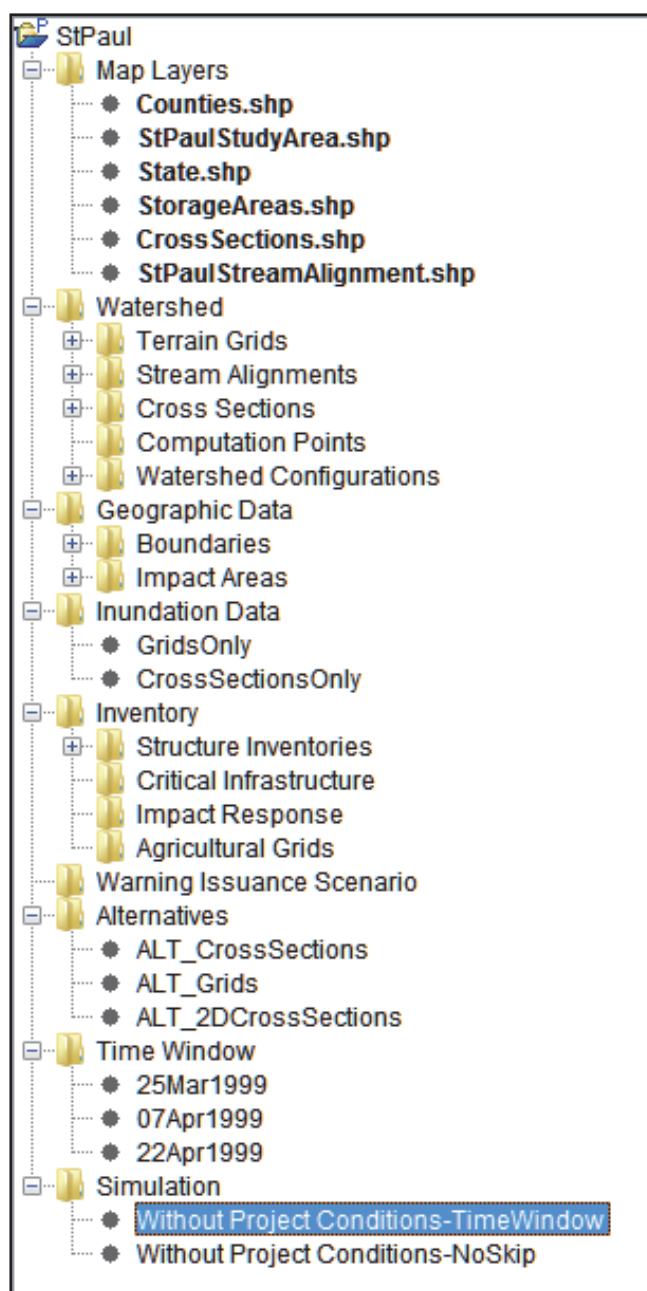 StPaul
Map Layers
Counties.shp
StPaulStudyArea.shp
State.shp
StorageAreas.shp
CrossSections.shp
StPaulStreamAlignment.shp
Watershed
Terrain Grids
Stream Alignments
Cross Sections
Computation Points
Watershed Configurations
Geographic Data
Boundaries
Impact Areas
Inundation Data
GridsOnly
CrossSectionsOnly
Inventory
Structure Inventories
Critical Infrastructure
Impact Response
Agricultural Grids
Warning Issuance Scenario
Alternatives
ALT_CrossSections
ALT_Grids
ALT_2DCrossSections
Time Window
25Mar1999
07Apr1999
22Apr1999
Simulation
Without Project Conditions-TimeWindow
Without Project Conditions-NoSkip